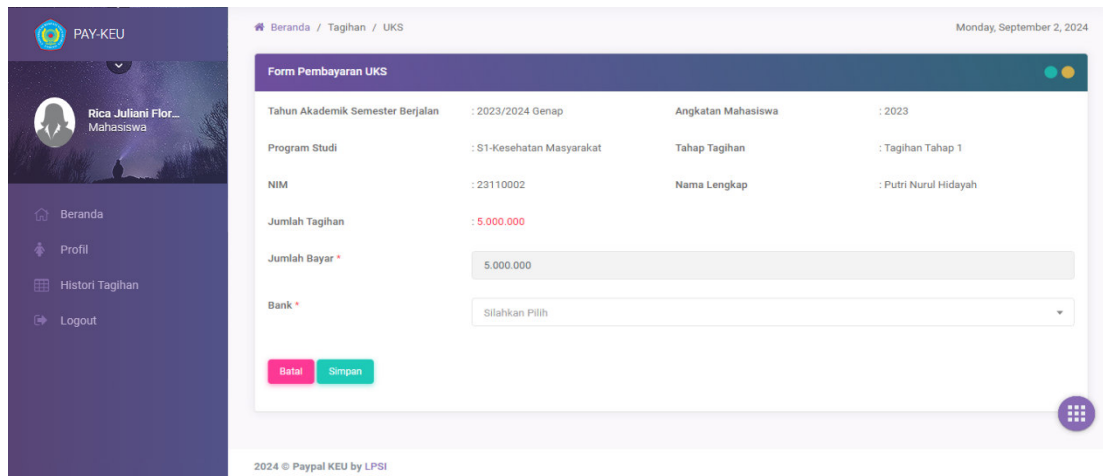 PAY-KEU
Rica Juliani Flor...
Mahasiswa
Beranda
Profil
Histori Tagihan
Logout
Beranda / Tagihan / UKS
Monday, September 2, 2024
Form Pembayaran UKS
Tahun Akademik Semester Berjalan : 2023/2024 Genap Angkatan Mahasiswa : 2023
Program Studi : S1-Kesehatan Masyarakat Tahap Tagihan : Tagihan Tahap 1
NIM : 23110002 Nama Lengkap : Putri Nurul Hidayah
Jumlah Tagihan : 5.000.000
Jumlah Bayar * 5.000.000
Bank * Silahkan Pilih
Batal Simpan
2024 © Paypal KEU by LPSI